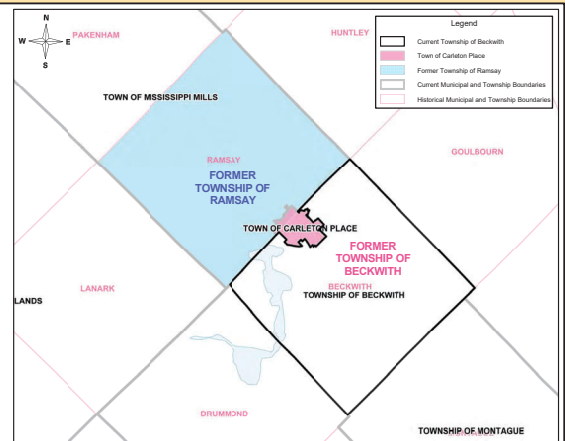 N
W E
S
PAKENHAM
HUNTLEY
Legend
Current Township of Beckwith
Town of Carleton Place
Former Township of Ramsay
Current Municipal and Township Boundaries
Historical Municipal and Township Boundaries
TOWN OF MSSISSIPPI MILLS
GOULBOURN
RAMSAY
FORMER
TOWNSHIP OF
RAMSAY
TOWN OF CARLETON PLACE
FORMER
TOWNSHIP OF
BECKWITH
LANARK
BECKWITH
TOWNSHIP OF BECKWITH
LANDS
DRUMMOND
TOWNSHIP OF MONTAGUE